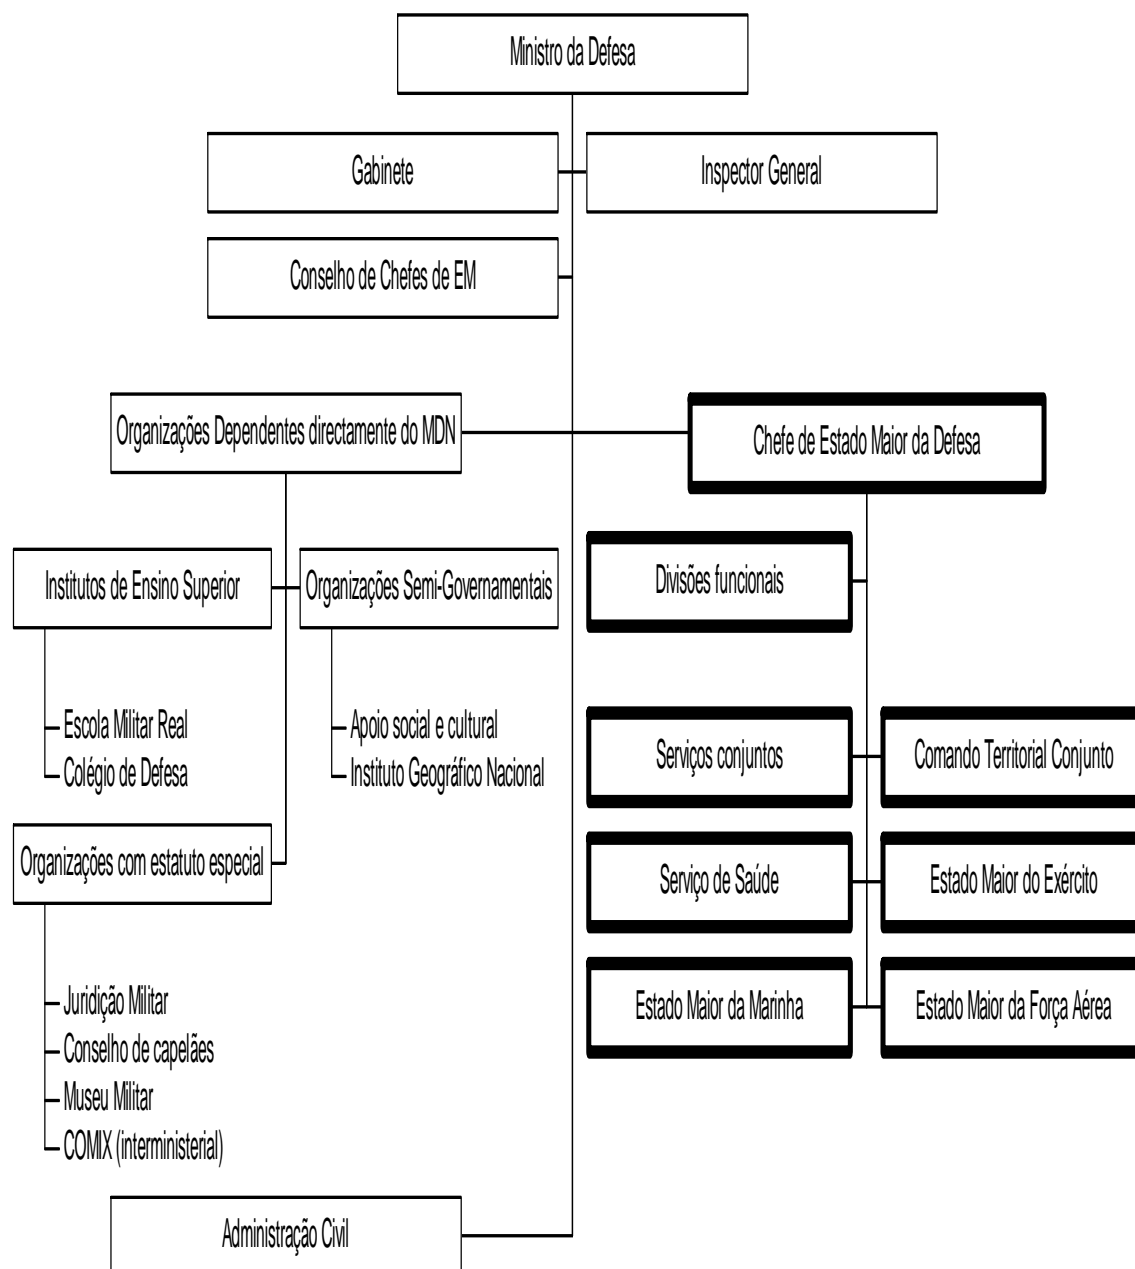 Ministro da Defesa
Gabinete
Inspector General
Conselho de Chefes de EM
Organizações Dependentes directamente do MDN
Chefe de Estado Maior da Defesa
Divisões funcionais
Institutos de Ensino Superior
Organizações Semi-Governamentais
Escola Militar Real
Colégio de Defesa
Apoio social e cultural
Instituto Geográfico Nacional
Serviços conjuntos
Comando Territorial Conjunto
Organizações com estatuto especial
Serviço de Saúde
Estado Maior do Exército
Juridição Militar
Conselho de capelães
Museu Militar
COMIX (interministerial)
Estado Maior da Marinha
Estado Maior da Força Aérea
Administração Civil